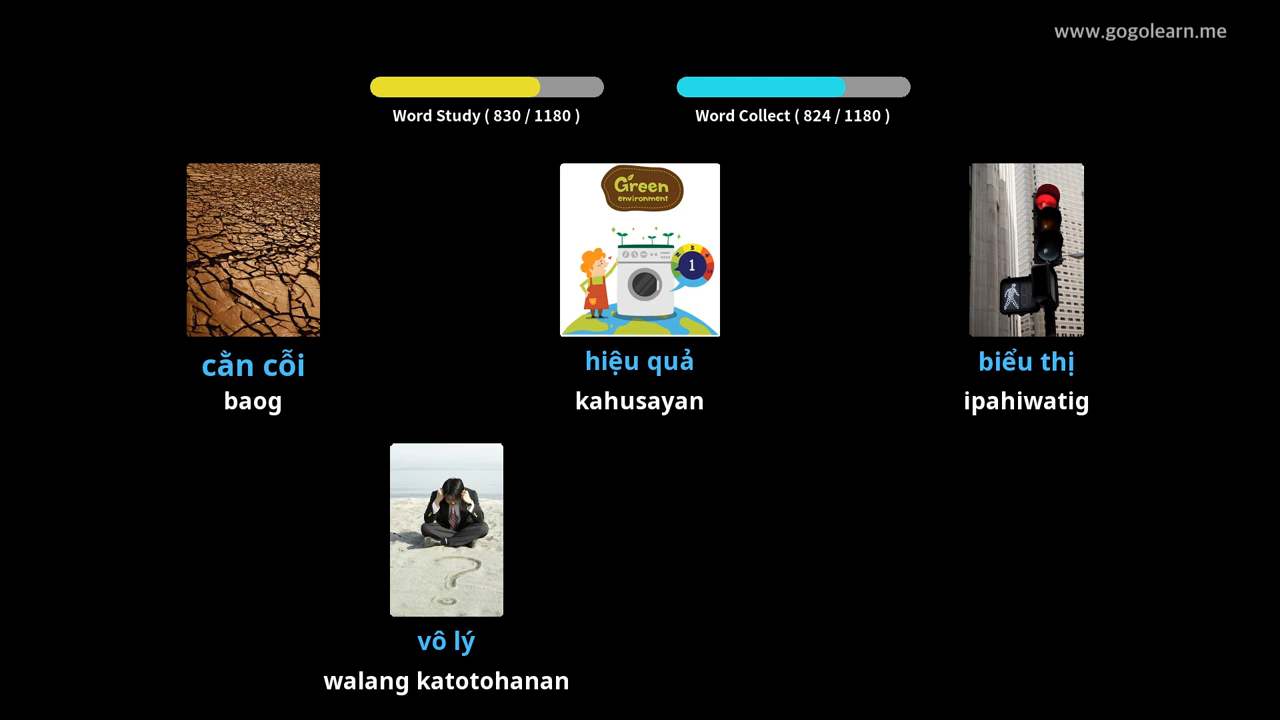 www.gogolearn.me
Word Study ( 830 / 1180 )
Word Collect ( 824 / 1180 )
Green
environment
1
cằn cỗi
hiệu quả
biểu thị
baog
kahusayan
ipahiwatig
vô lý
walang katotohanan